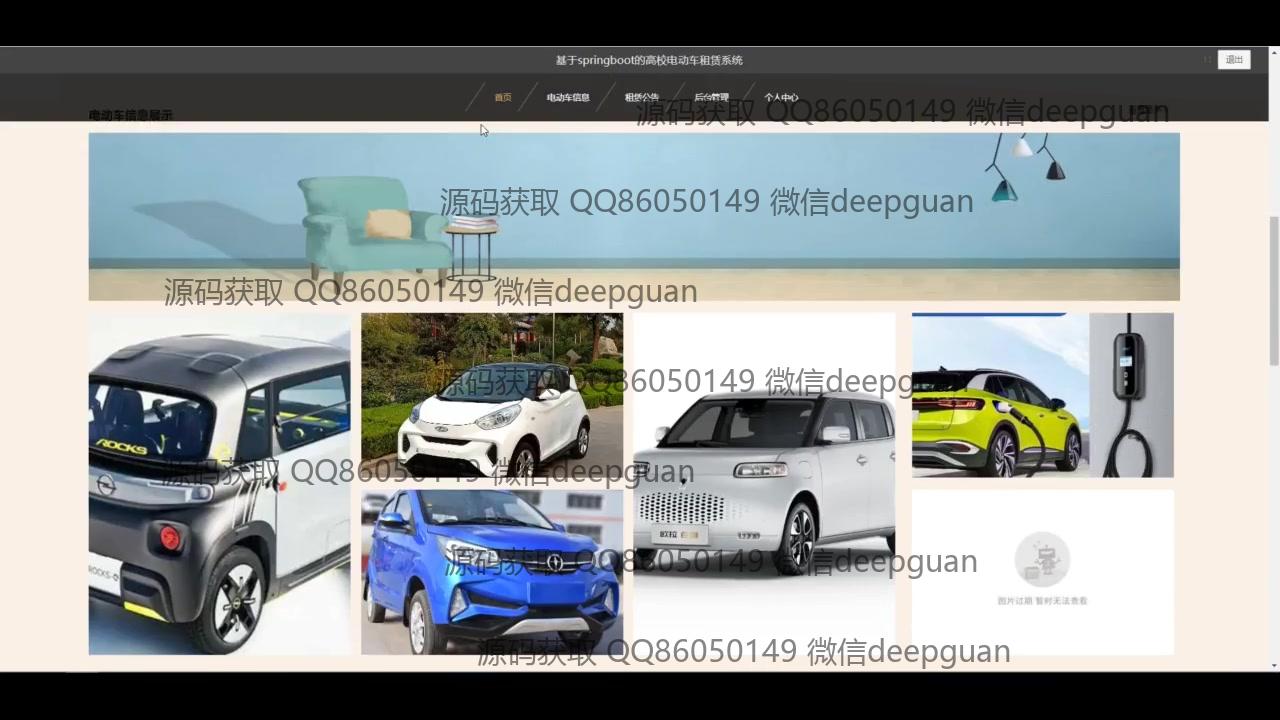 基于springboot的高校电动车租赁系统
退出
首页 电动车信息 租赁公告 后台管理 个人中心
电动车信息展示
源码获取 QQ86050149 微信deepguan
源码获取 QQ86050149 微信deepguan
源码获取 QQ86050149 微信deepguan
源码获取 QQ86050149 微信deepguan
ROCKS
源码获取 QQ86050149 微信deepguan
欧拉
ROCKS-e
源码获取 QQ86050149 微信deepguan
图片过期 暂时无法查看
源码获取 QQ86050149 微信deepguan